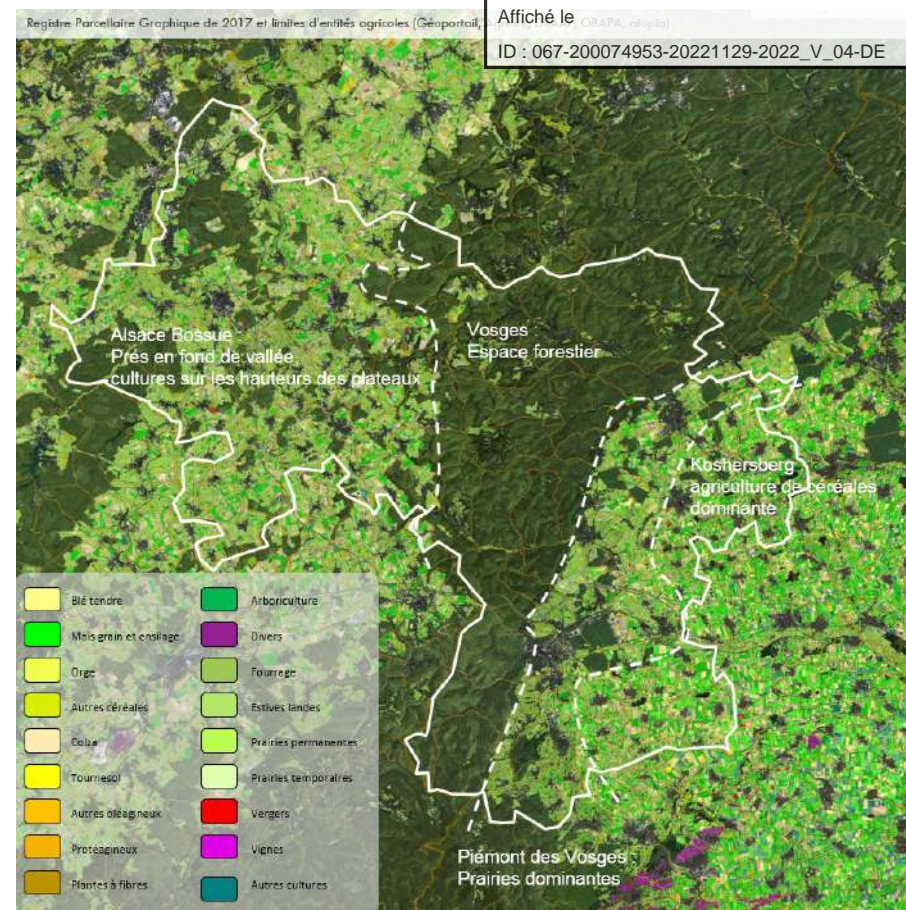 Affiché le
ID : 067-200074953-20221129-2022_V_04-DE
Registre Parcellaire Graphique de 2017 et limites d'entités agricoles (Géoportail, OBAPA, atopia)
Alsace Bossue :
Prés en fond de vallée,
cultures sur les hauteurs des plateaux
Vosges :
Espace forestier
Koshersberg
agriculture de céréales
dominante
Piémont des Vosges :
Prairies dominantes
Blé tendre
Maïs grain et ensilage
Orge
Autres céréales
Colza
Tournesol
Autres oléagineux
Protéagineux
Plantes à fibres
Arboriculture
Divers
Fourrage
Estives landes
Prairies permanentes
Prairies temporaires
Vergers
Vignes
Autres cultures